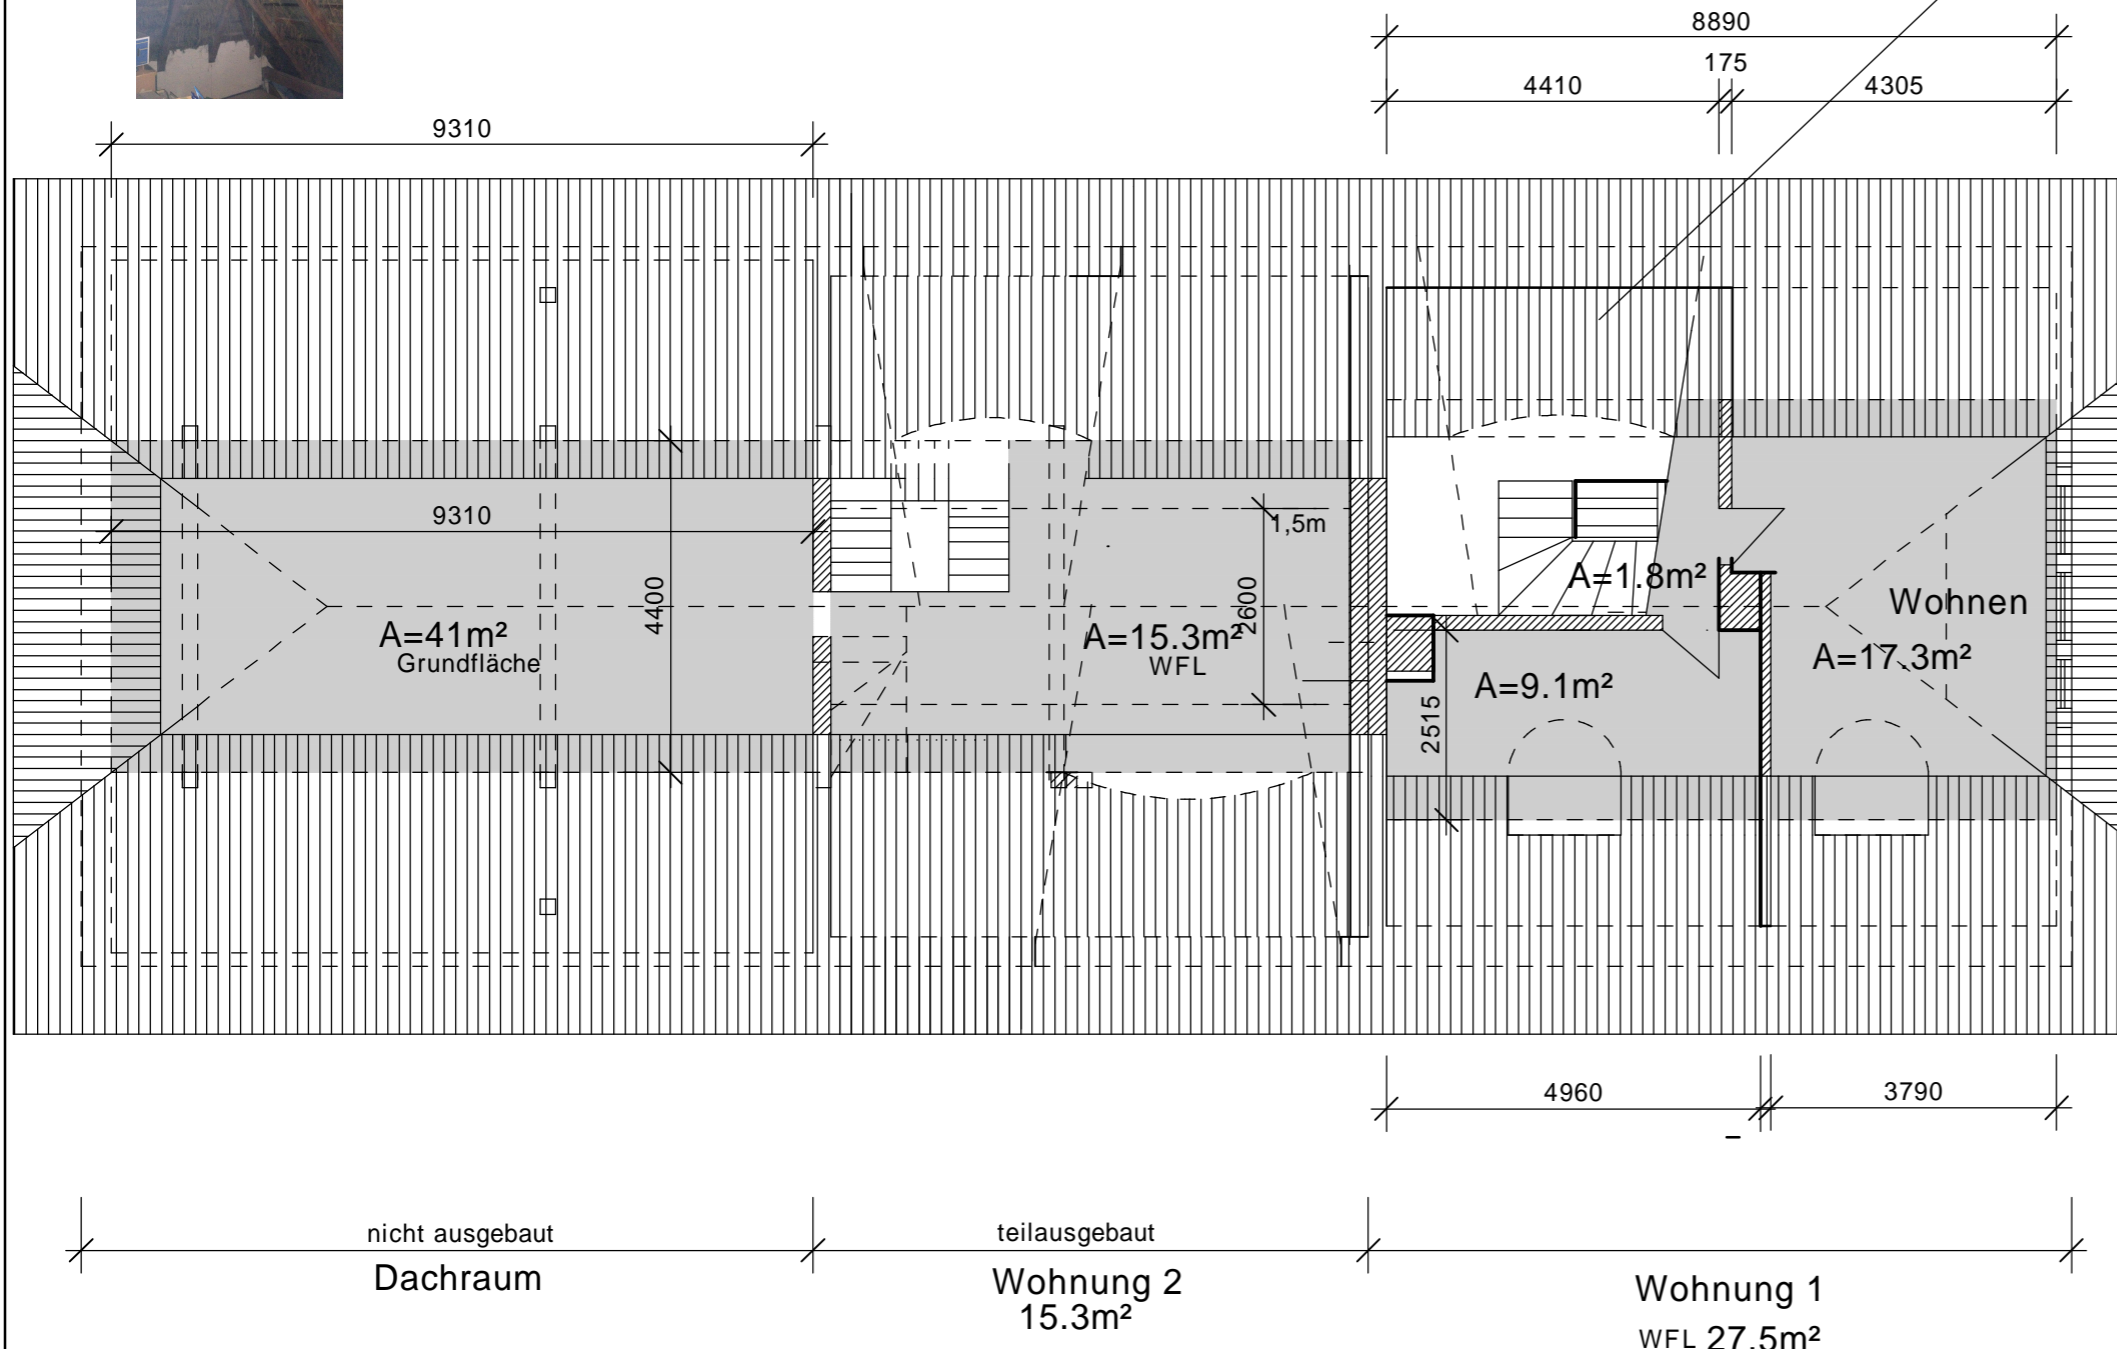 8890
175
4410
4305
9310
9310
1,5m
4400
2600
A=1.8m²
Wohnen
A=41m²
Grundfläche
A=15.3m²
WFL
A=17.3m²
A=9.1m²
2515
4960
3790
nicht ausgebaut
teilausgebaut
Dachraum
Wohnung 2
15.3m²
Wohnung 1
WFL 27.5m²